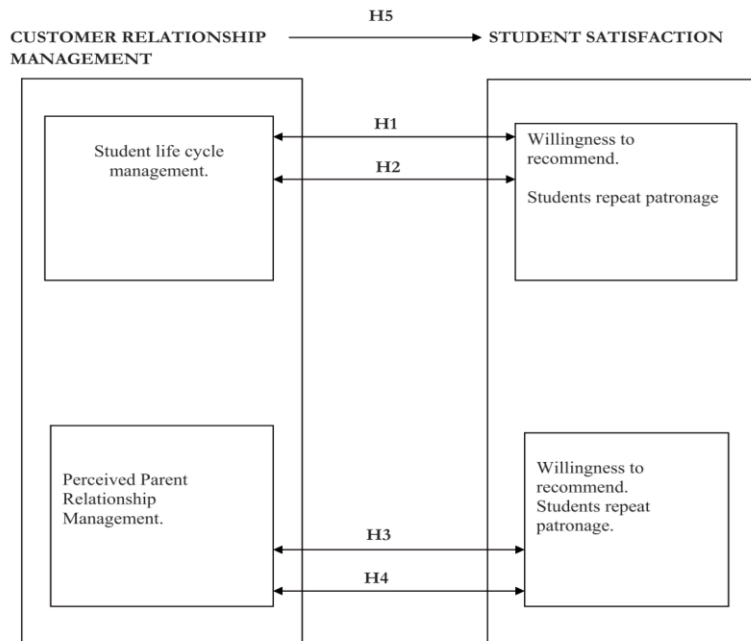 H5
CUSTOMER RELATIONSHIP
MANAGEMENT
STUDENT SATISFACTION
H1
Student life cycle
management.
H2
Willingness to
recommend.
Students repeat patronage
Perceived Parent
Relationship
Management.
Willingness to
recommend.
Students repeat
patronage.
H3
H4